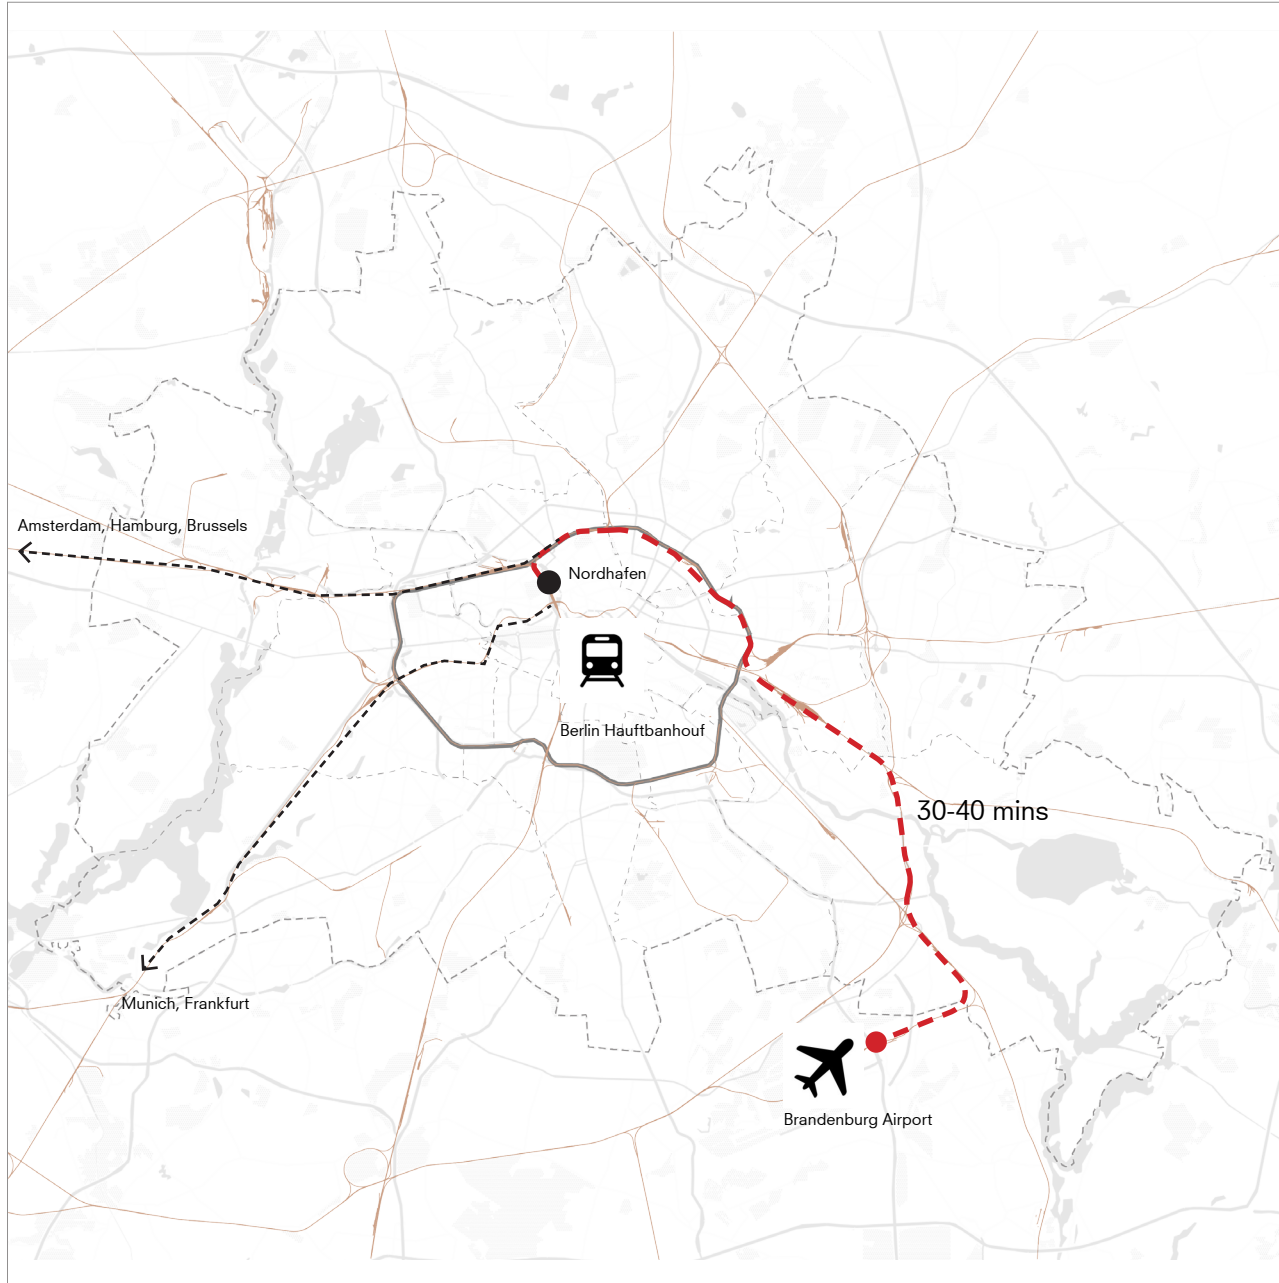 Amsterdam, Hamburg, Brussels
Nordhafen
Berlin Hauftbanhouf
30-40 mins
Munich, Frankfurt
Brandenburg Airport